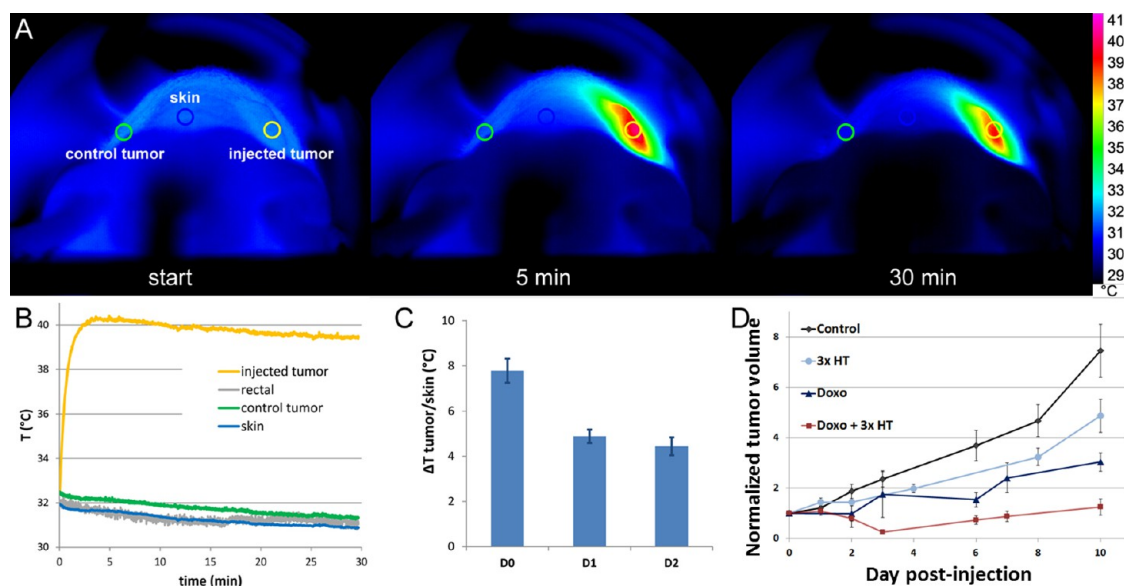 A
skin
control tumor
injected tumor
start
5 min
30 min
41
40
39
38
37
36
35
34
33
32
31
30
29
°C
B
T (°C)
40
38
36
34
32
30
injected tumor
rectal
control tumor
skin
0
5
10
15
20
25
30
time (min)
C
ΔT tumor/skin (°C)
10
8
6
4
2
0
D0
D1
D2
D
Normalized tumor volume
8
6
4
2
0
Control
3x HT
Doxo
Doxo + 3x HT
0
2
4
6
8
10
Day post-injection